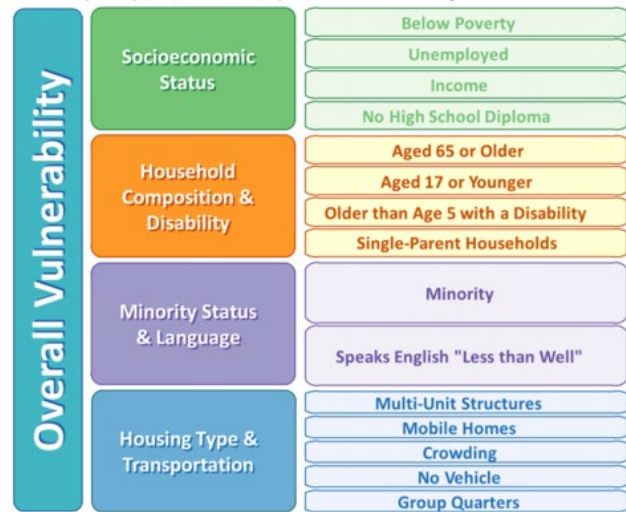 Overall Vulnerability
Socioeconomic
Status
Below Poverty
Unemployed
Income
No High School Diploma
Household
Composition &
Disability
Aged 65 or Older
Aged 17 or Younger
Older than Age 5 with a Disability
Single-Parent Households
Minority Status
& Language
Minority
Speaks English "Less than Well"
Housing Type &
Transportation
Multi-Unit Structures
Mobile Homes
Crowding
No Vehicle
Group Quarters